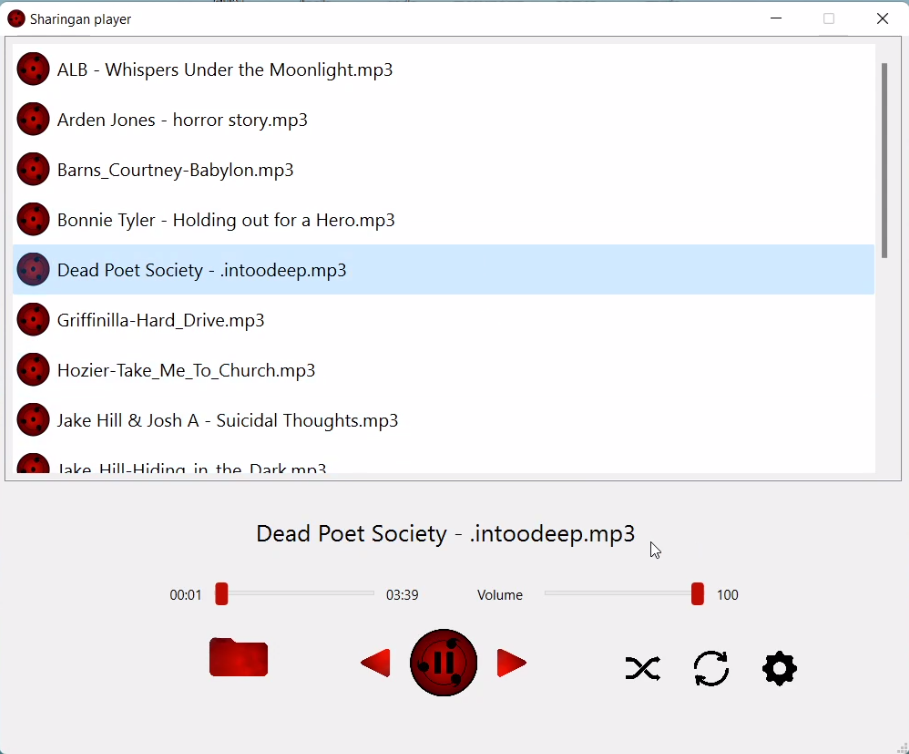 Sharingan player
ALB - Whispers Under the Moonlight.mp3
Arden Jones - horror story.mp3
Barns_Courtney-Babylon.mp3
Bonnie Tyler - Holding out for a Hero.mp3
Dead Poet Society - .intoodeep.mp3
Griffinilla-Hard_Drive.mp3
Hozier-Take_Me_To_Church.mp3
Jake Hill & Josh A - Suicidal Thoughts.mp3
Jake_Hill-Hiding_in_the_Dark.mp3
Dead Poet Society - .intoodeep.mp3
00:01 03:39 Volume 100